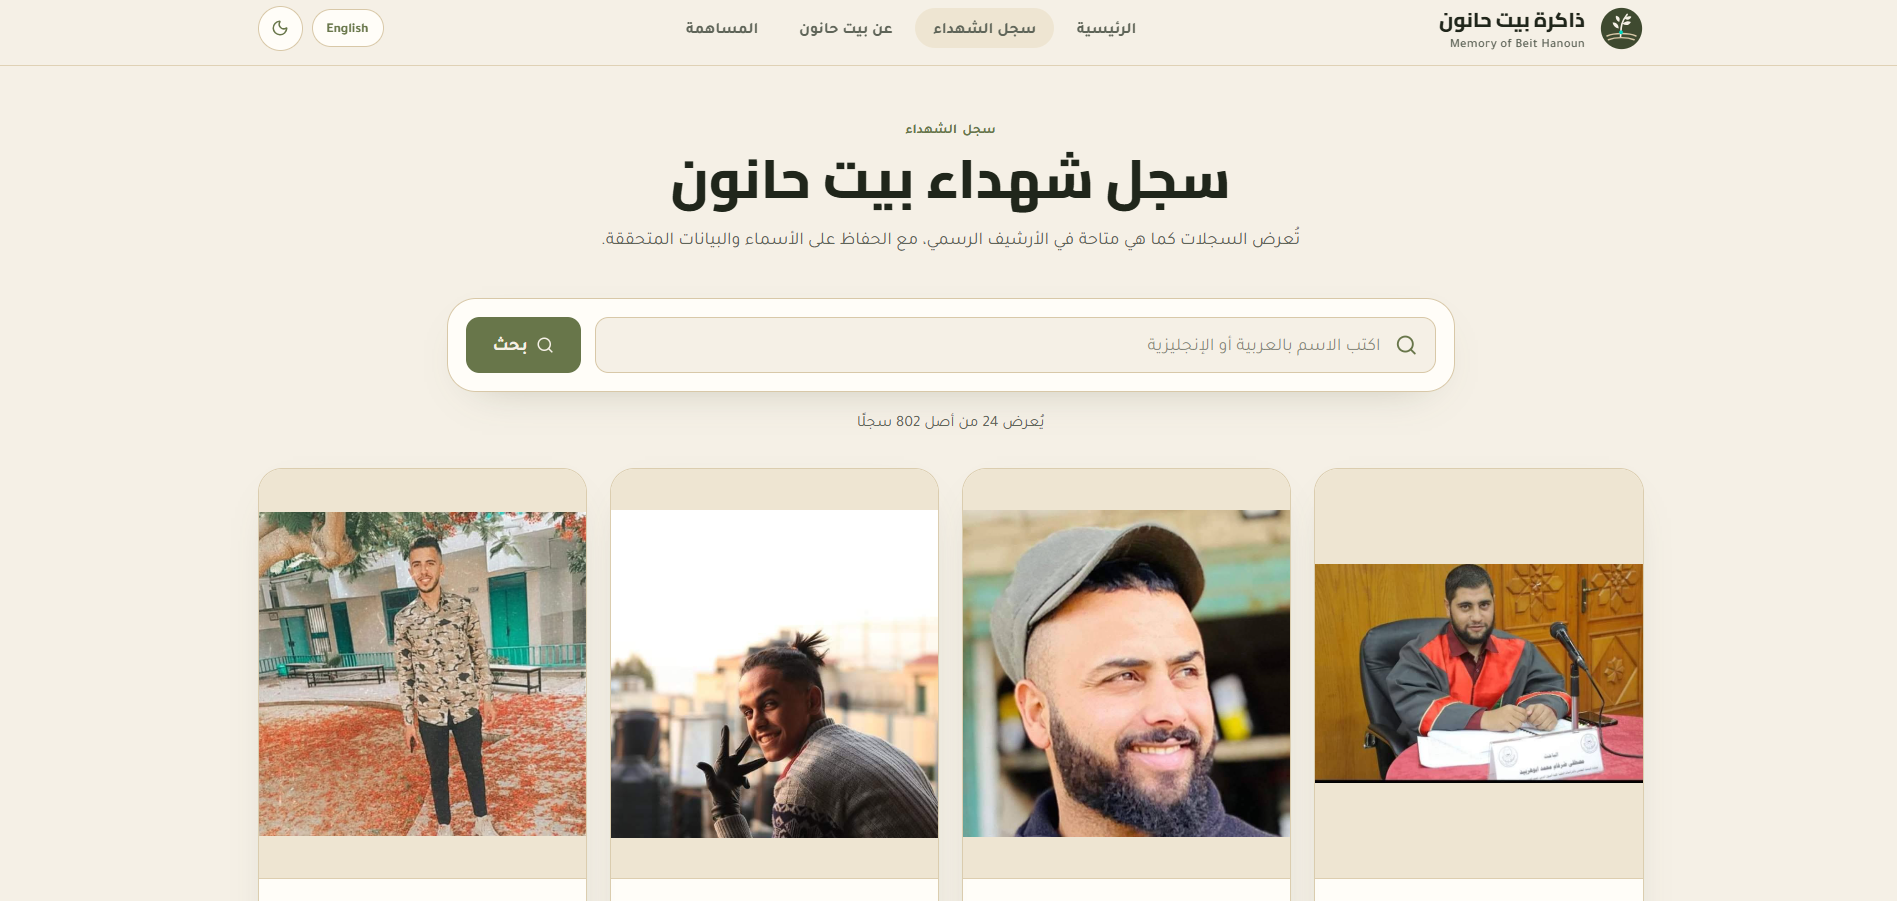 ذاكرة بيت حانون
Memory of Beit Hanoun
الرئيسية
سجل الشهداء
عن بيت حانون
المساهمة
English
سجل الشهداء
سجل شهداء بيت حانون
تُعرض السجلات كما هي متاحة في الأرشيف الرسمي، مع الحفاظ على الأسماء والبيانات المتحققة.
اكتب الاسم بالعربية أو الإنجليزية
بحث
يُعرض 24 من أصل 802 سجلًا